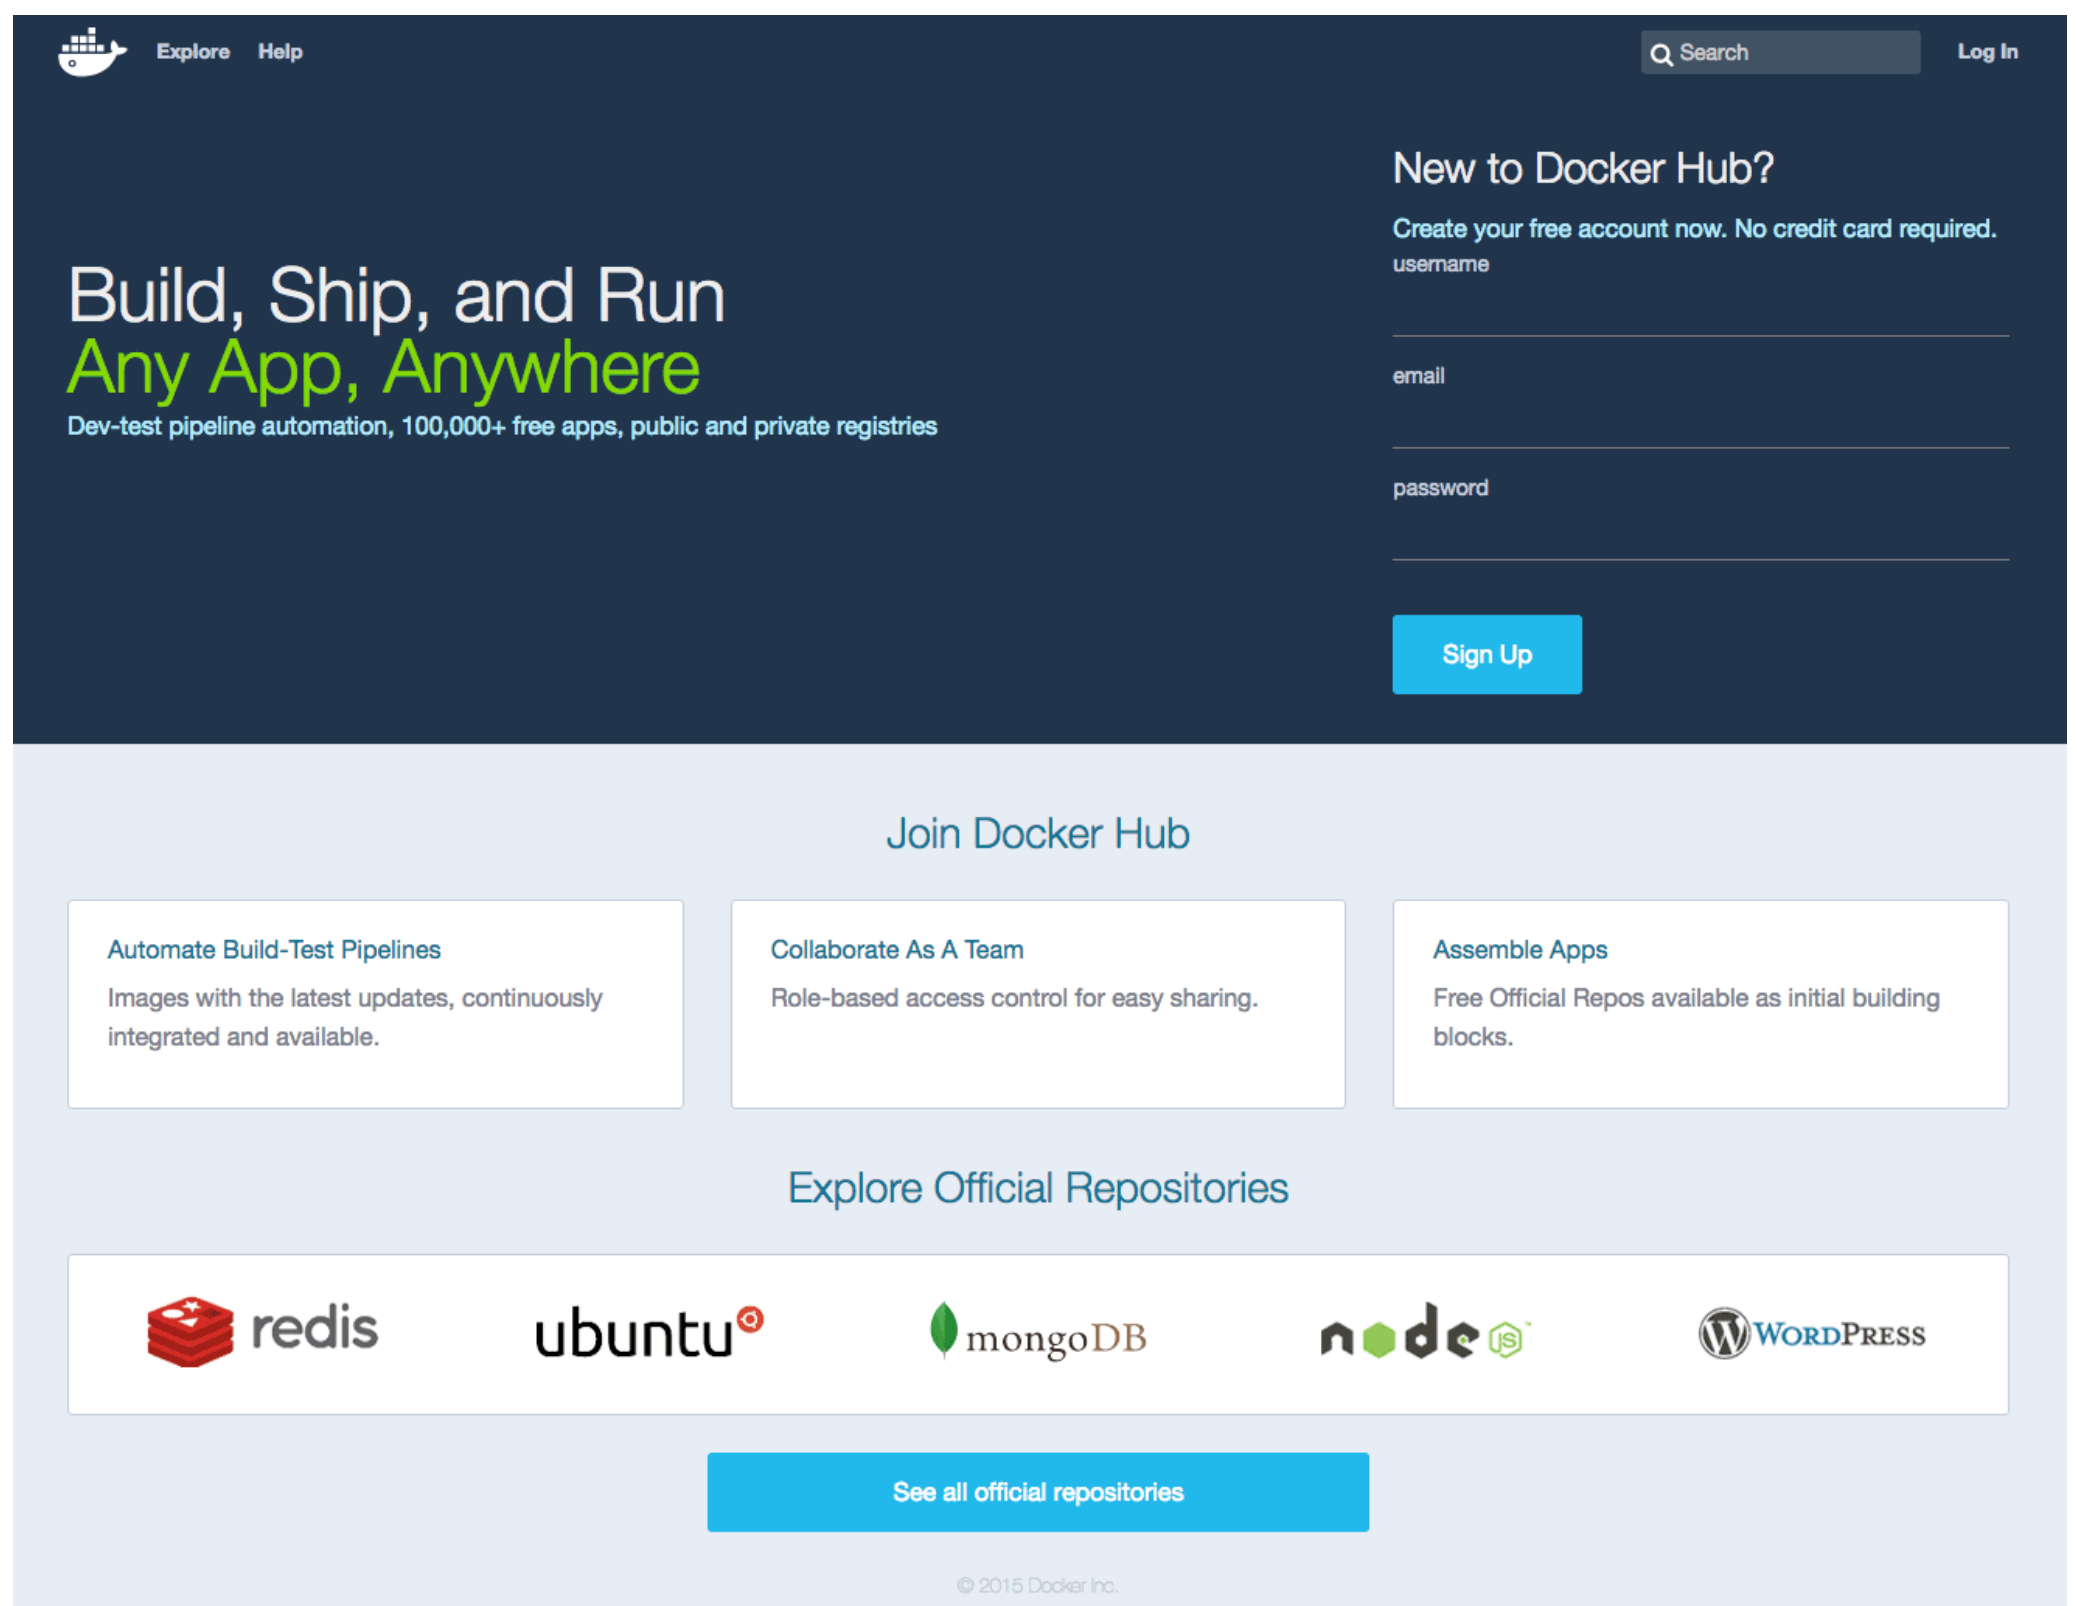 Explore Help Search Log In
New to Docker Hub?
Create your free account now. No credit card required.
username
email
password
Sign Up
Build, Ship, and Run
Any App, Anywhere
Dev-test pipeline automation, 100,000+ free apps, public and private registries
Join Docker Hub
Automate Build-Test Pipelines
Images with the latest updates, continuously
integrated and available.
Collaborate As A Team
Role-based access control for easy sharing.
Assemble Apps
Free Official Repos available as initial building
blocks.
Explore Official Repositories
redis ubuntu mongoDB node JS ™ WORDPRESS
See all official repositories
© 2015 Docker Inc.